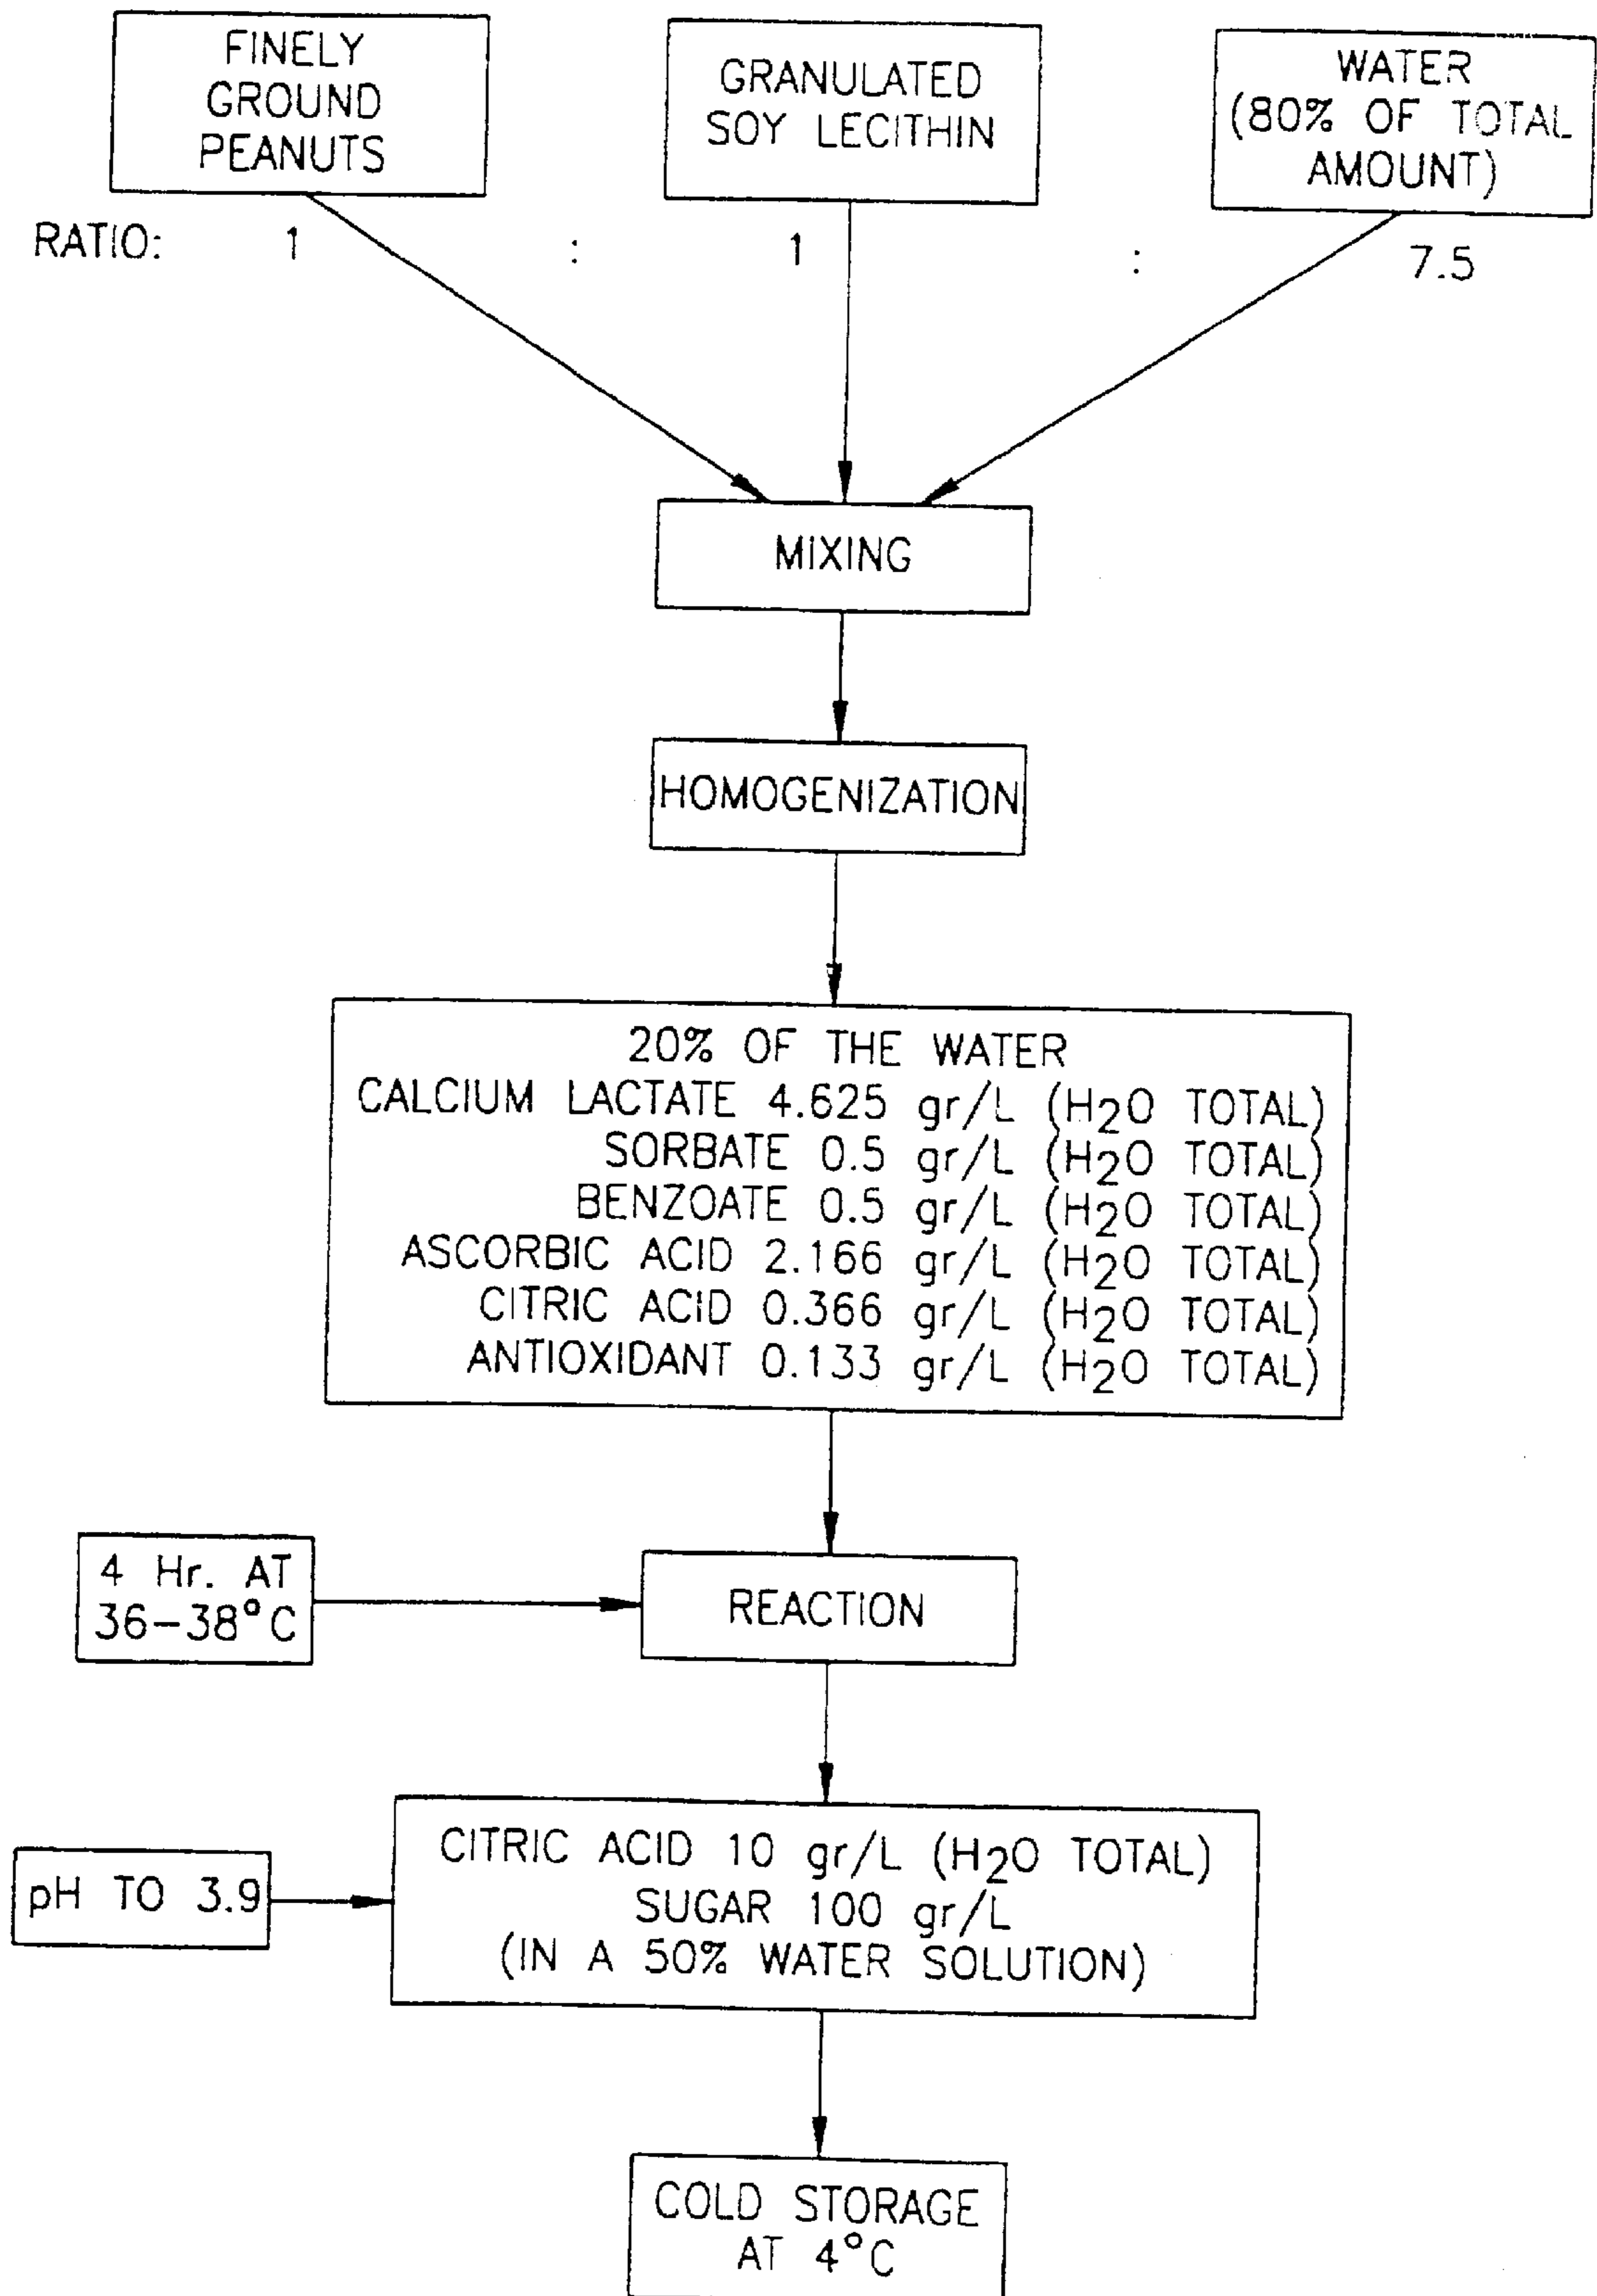 FINELY
GROUND
PEANUTS
GRANULATED
SOY LECITHIN
WATER
(80% OF TOTAL
AMOUNT)
RATIO: 1 : 1 : 7.5
MIXING
HOMOGENIZATION
20% OF THE WATER
CALCIUM LACTATE 4.625 gr/L (H2O TOTAL)
SORBATE 0.5 gr/L (H2O TOTAL)
BENZOATE 0.5 gr/L (H2O TOTAL)
ASCORBIC ACID 2.166 gr/L (H2O TOTAL)
CITRIC ACID 0.366 gr/L (H2O TOTAL)
ANTIOXIDANT 0.133 gr/L (H2O TOTAL)
4 Hr. AT
36-38°C
REACTION
pH TO 3.9
CITRIC ACID 10 gr/L (H2O TOTAL)
SUGAR 100 gr/L
(IN A 50% WATER SOLUTION)
COLD STORAGE
AT 4°C